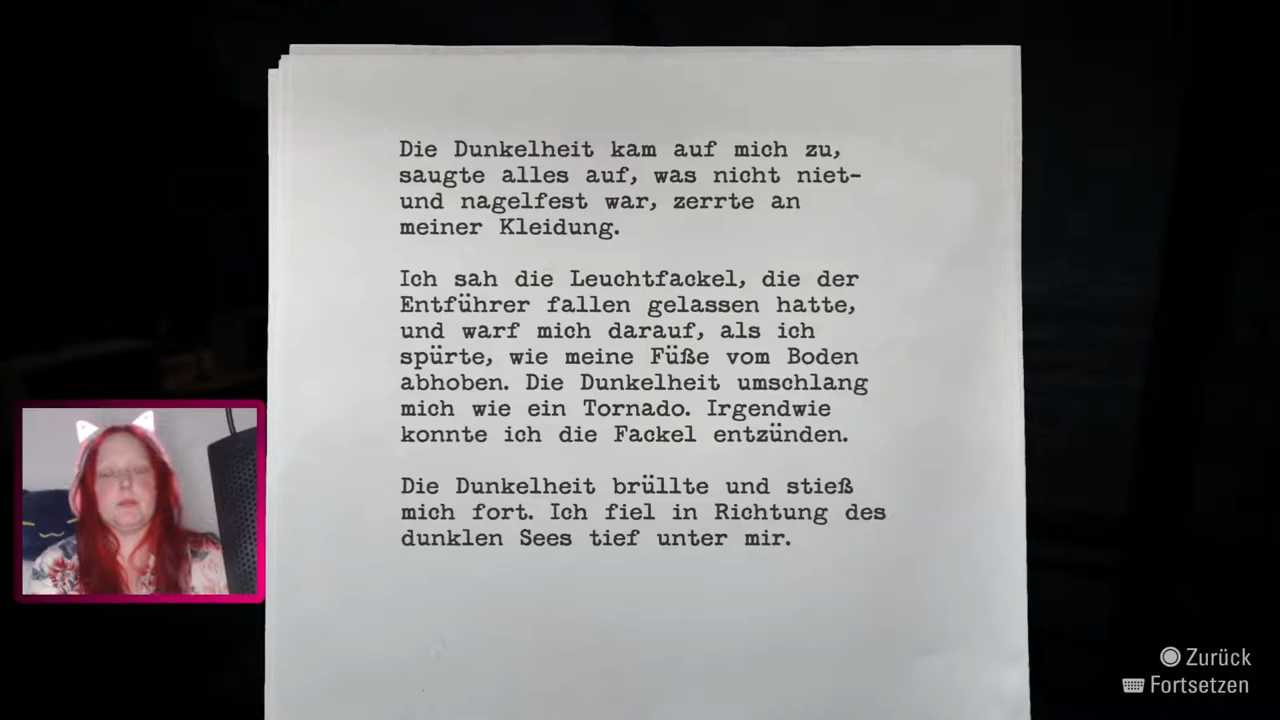 Die Dunkelheit kam auf mich zu,
saugte alles auf, was nicht niet-
und nagelfest war, zerrte an
meiner Kleidung.
Ich sah die Leuchtfackel, die der
Entführer fallen gelassen hatte,
und warf mich darauf, als ich
spürte, wie meine Füße vom Boden
abhoben. Die Dunkelheit umschlang
mich wie ein Tornado. Irgendwie
konnte ich die Fackel entzünden.
Die Dunkelheit brüllte und stieß
mich fort. Ich fiel in Richtung des
dunklen Sees tief unter mir.
Zurück
Fortsetzen